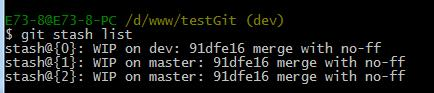 E73-8@E73-8-PC /d/www/testGit (dev)
$ git stash list
stash@{0}: WIP on dev: 91dfe16 merge with no-ff
stash@{1}: WIP on master: 91dfe16 merge with no-ff
stash@{2}: WIP on master: 91dfe16 merge with no-ff